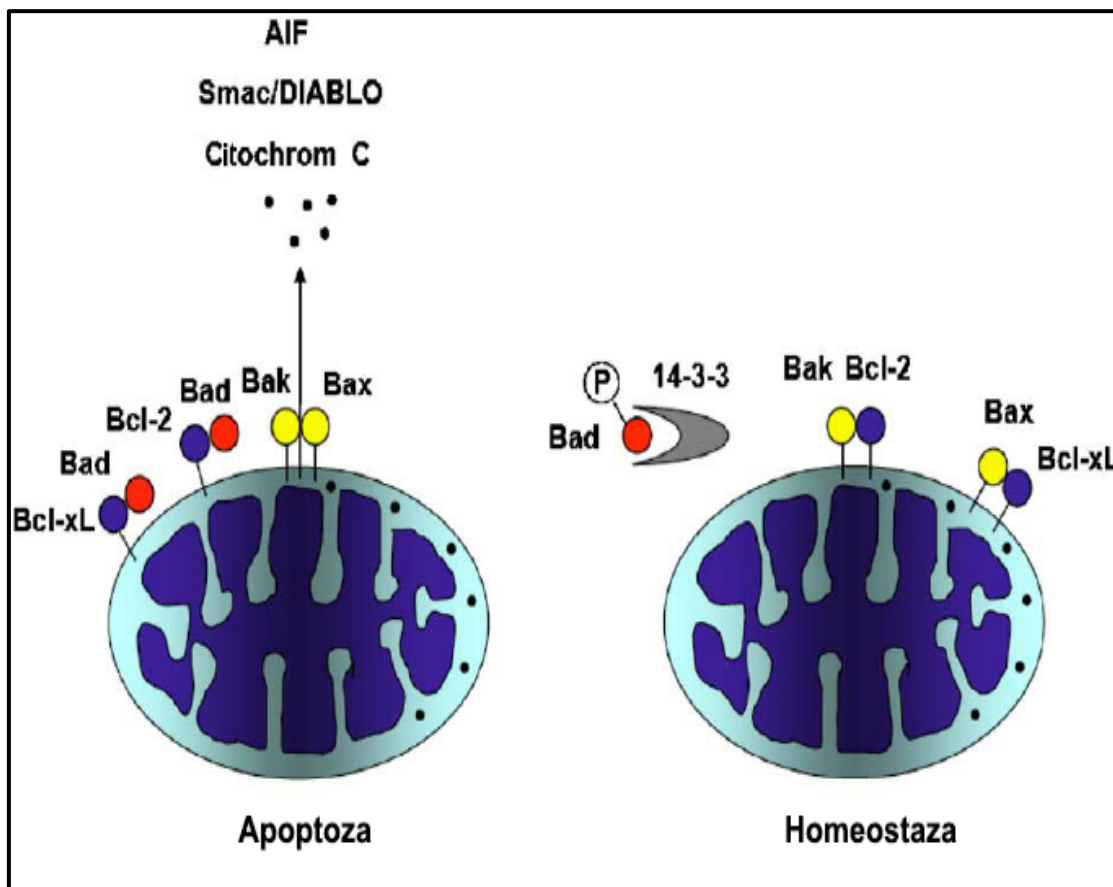 AIF
Smac/DIABLO
Citochrom C
Bad
Bak
Bax
Bcl-2
Bad
Bcl-xL
Apoptoza
P
14-3-3
Bad
Bak Bcl-2
Bax
Bcl-xL
Homeostaza